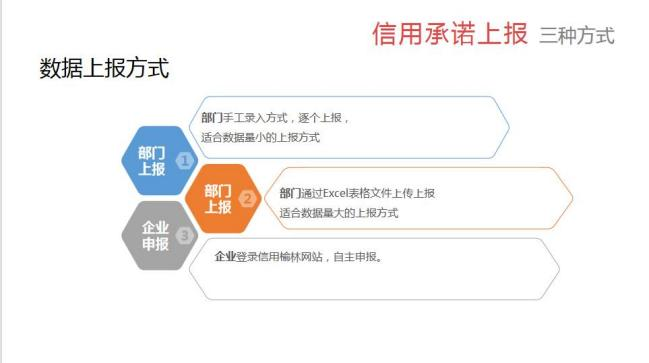 信用承诺上报 三种方式
数据上报方式
部门手工录入方式，逐个上报，
适合数据量小的上报方式
部门
上报
1
部门通过Excel表格文件上传上报
适合数据量大的上报方式
部门
上报
2
企业登录信用榆林网站，自主申报。
企业
申报
3